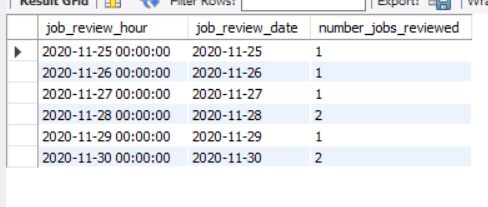 Result Grid Filter Rows: Export: Wra
job_review_hour job_review_date number_jobs_reviewed
2020-11-25 00:00:00 2020-11-25 1
2020-11-26 00:00:00 2020-11-26 1
2020-11-27 00:00:00 2020-11-27 1
2020-11-28 00:00:00 2020-11-28 2
2020-11-29 00:00:00 2020-11-29 1
2020-11-30 00:00:00 2020-11-30 2